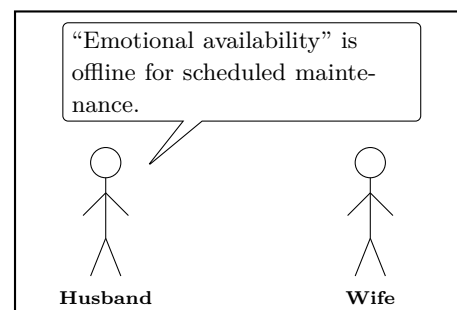 “Emotional availability” is
offline for scheduled mainte-
nance.
Husband
Wife